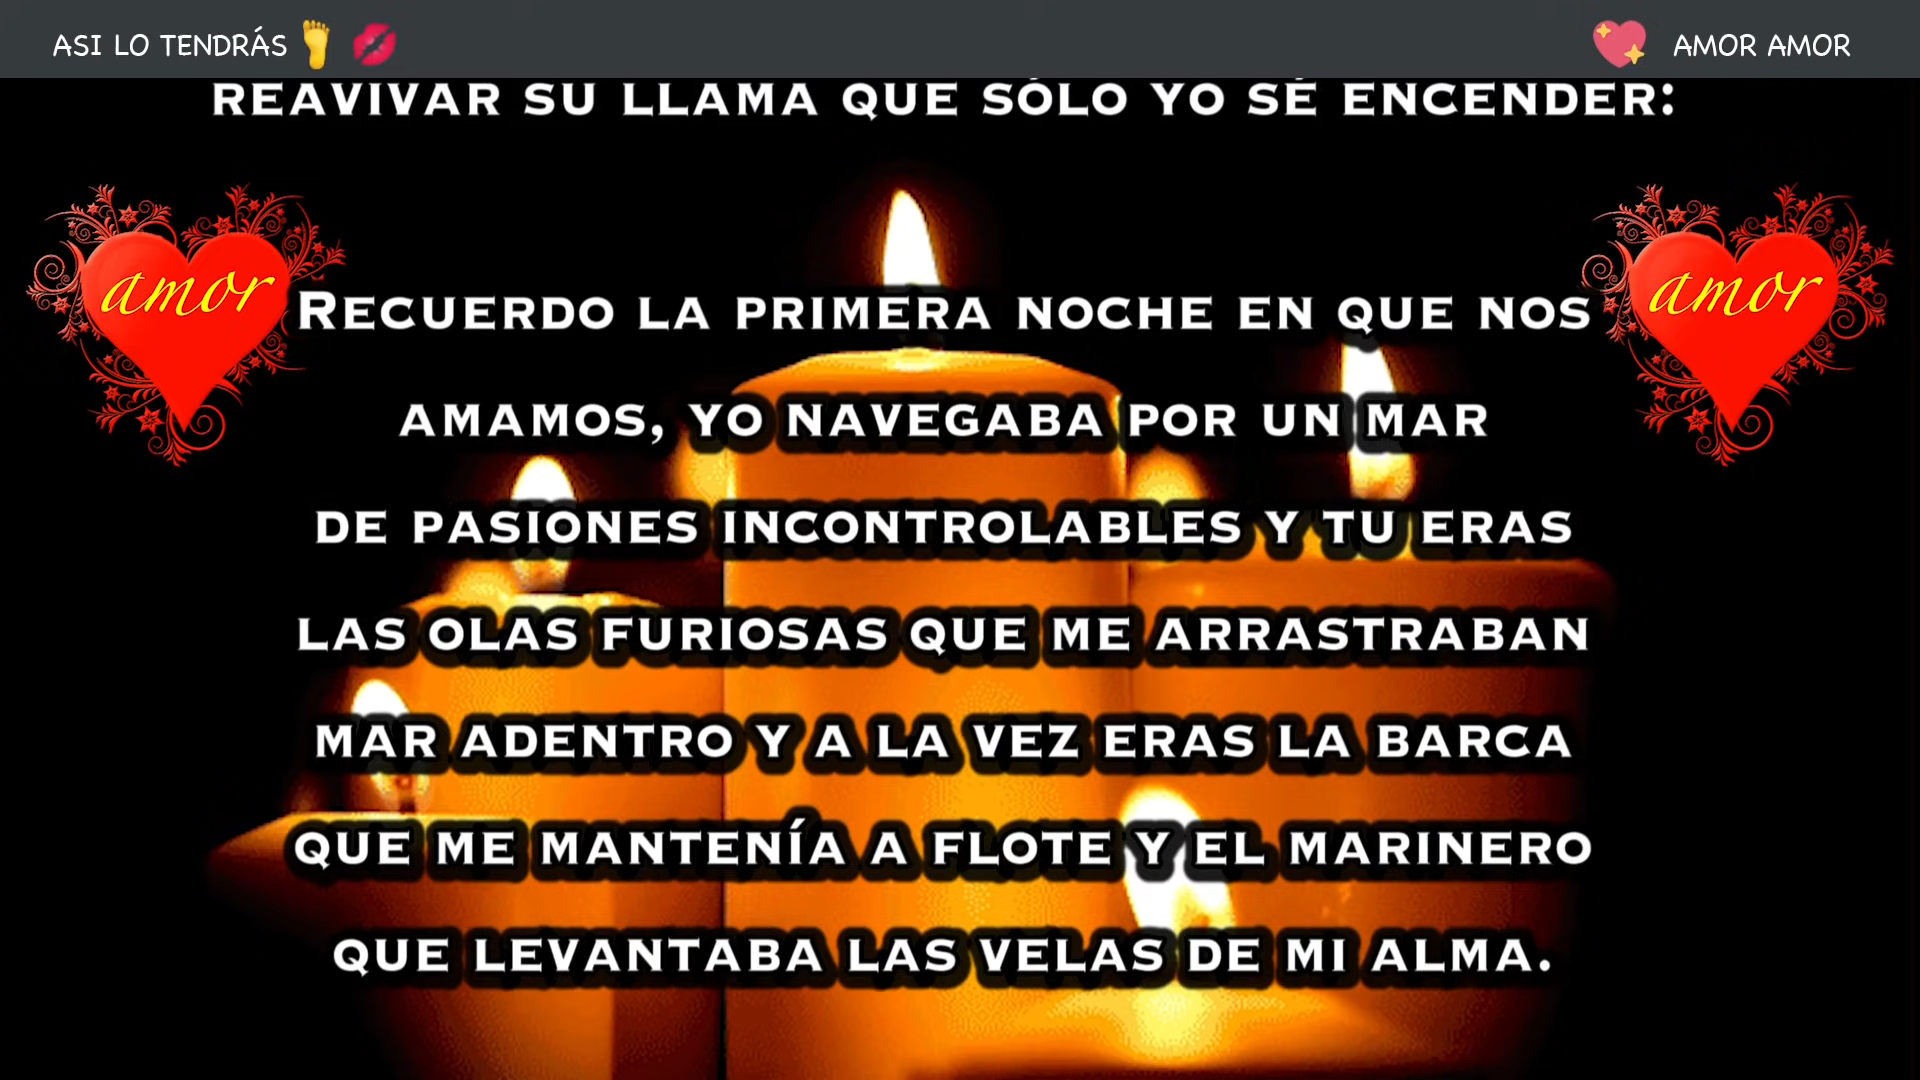 ASI LO TENDRÁS 🦶 💋
💖 AMOR AMOR
REAVIVAR SU LLAMA QUE SÓLO YO SÉ ENCENDER:
amor
amor
RECUERDO LA PRIMERA NOCHE EN QUE NOS
AMAMOS, YO NAVEGABA POR UN MAR
DE PASIONES INCONTROLABLES Y TU ERAS
LAS OLAS FURIOSAS QUE ME ARRASTRABAN
MAR ADENTRO Y A LA VEZ ERAS LA BARCA
QUE ME MANTENÍA A FLOTE Y EL MARINERO
QUE LEVANTABA LAS VELAS DE MI ALMA.